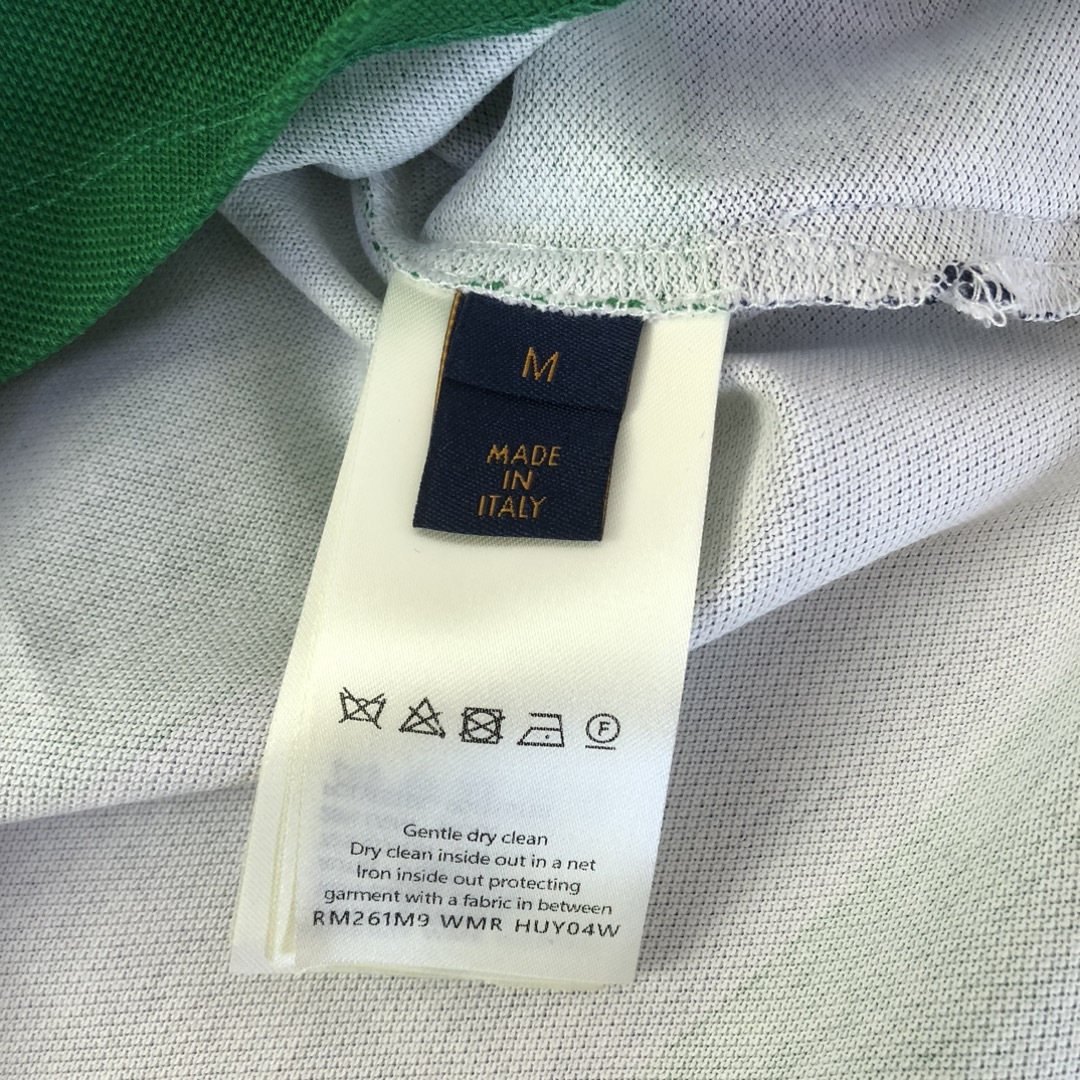 M
MADE
IN
ITALY
F
Gentle dry clean
Dry clean inside out in a net
Iron inside out protecting
garment with a fabric in between
RM261M9 WMR HUY04W